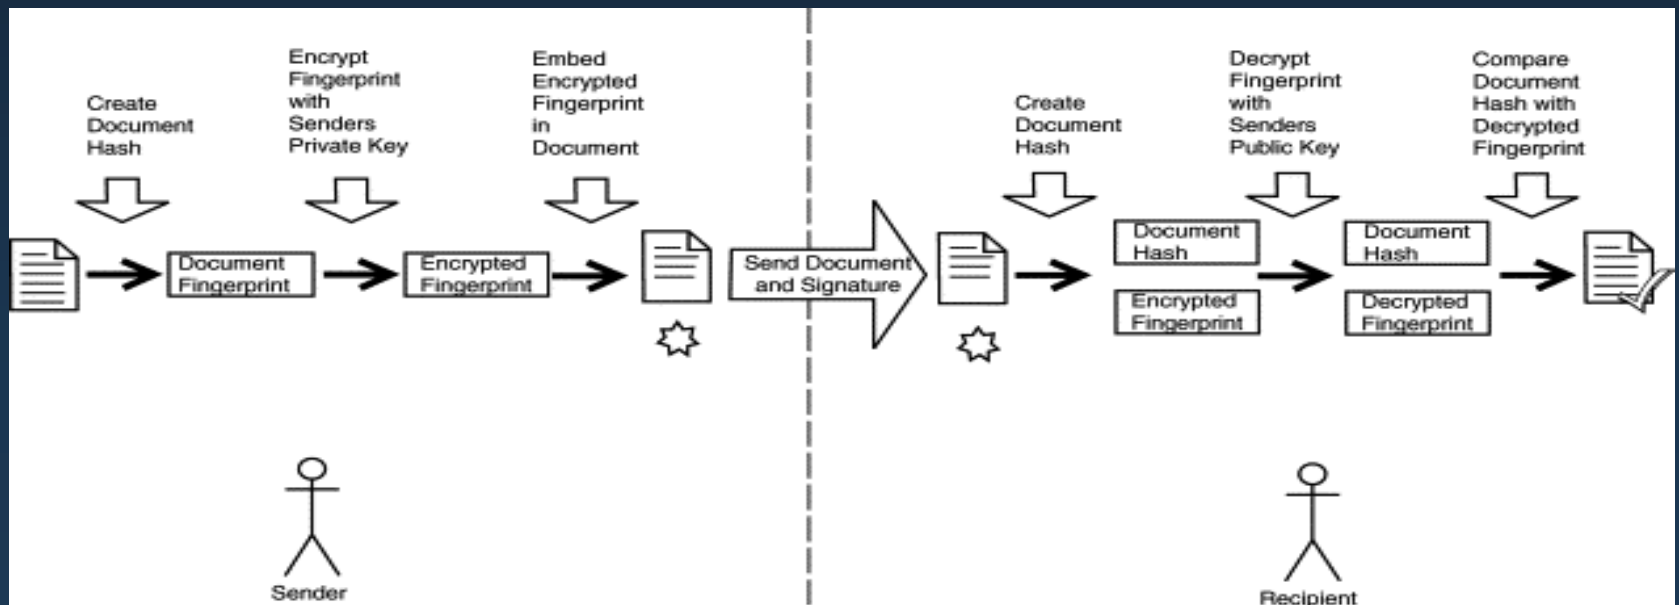 Create
Document
Hash
Encrypt
Fingerprint
with
Senders
Private Key
Embed
Encrypted
Fingerprint
in
Document
Document
Fingerprint
Encrypted
Fingerprint
Send Document
and Signature
Sender
Create
Document
Hash
Decrypt
Fingerprint
with
Senders
Public Key
Compare
Document
Hash with
Decrypted
Fingerprint
Document
Hash
Encrypted
Fingerprint
Document
Hash
Decrypted
Fingerprint
Recipient